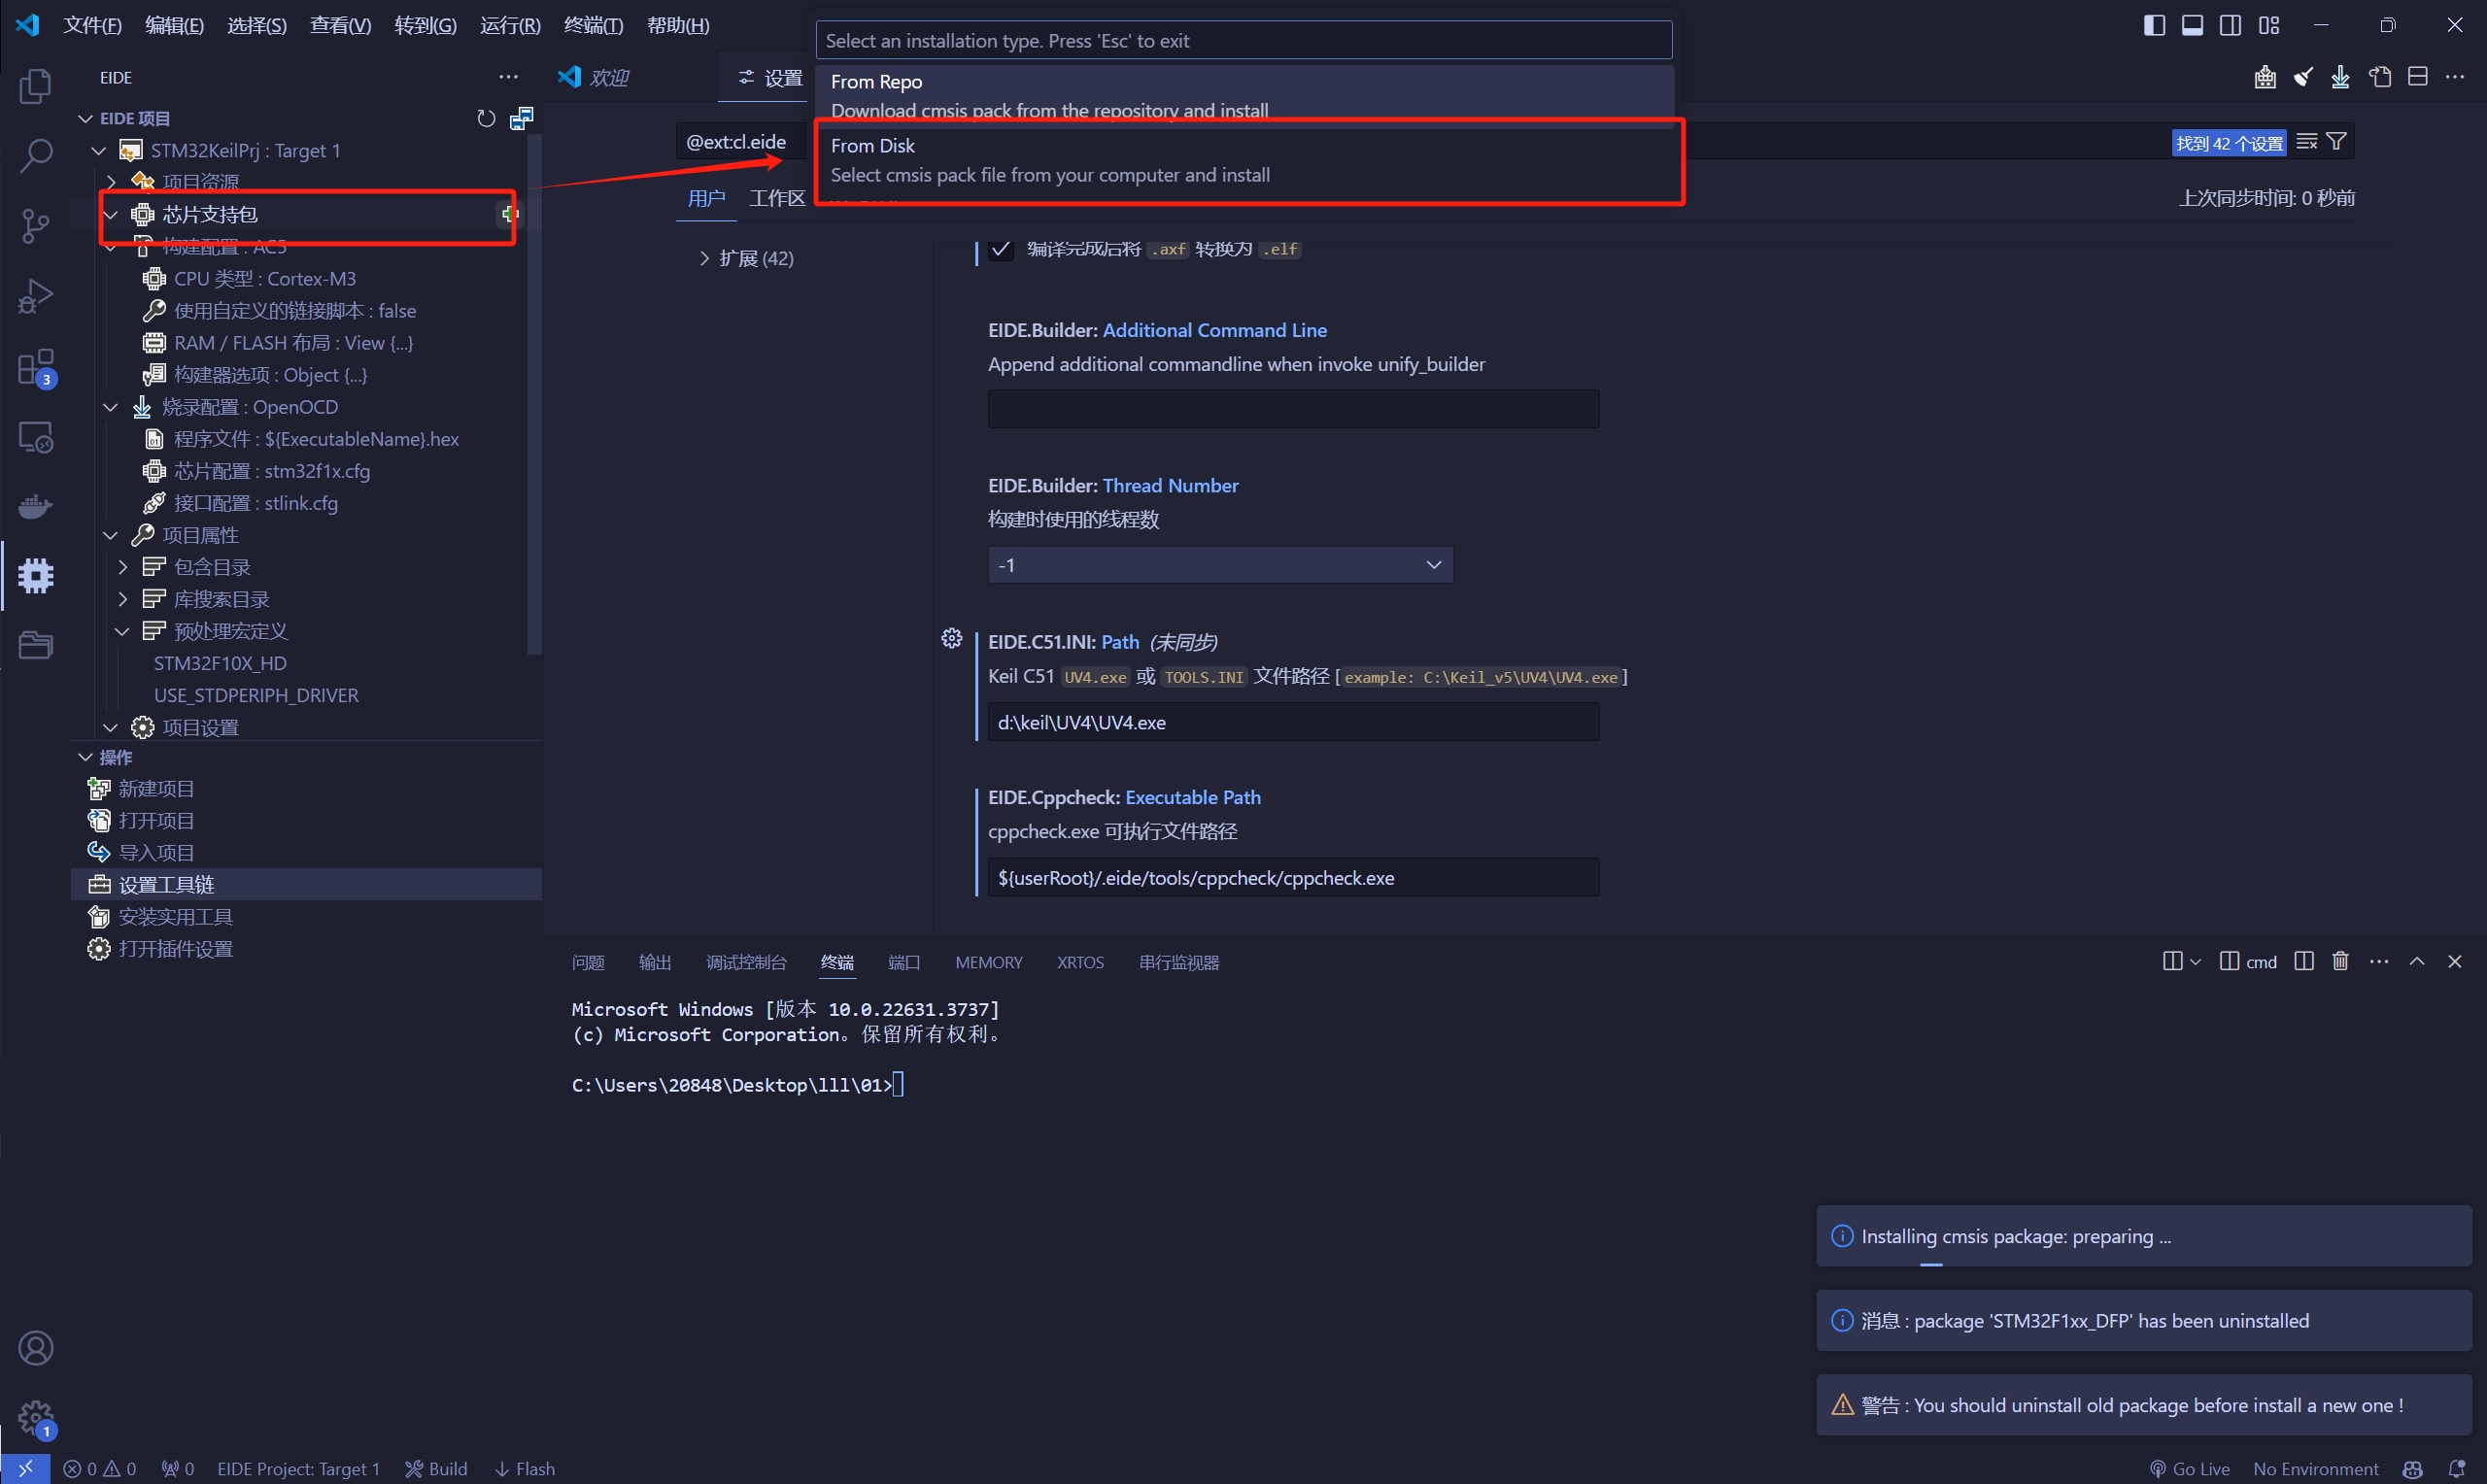 文件(F) 编辑(E) 选择(S) 查看(V) 转到(G) 运行(R) 终端(T) 帮助(H)
Select an installation type. Press 'Esc' to exit
From Repo
Download cmsis pack from the repository and install
From Disk
Select cmsis pack file from your computer and install
EIDE
欢迎
设置
EIDE 项目
STM32KeilPrj : Target 1
项目资源
芯片支持包
构建配置 : AC5
CPU 类型 : Cortex-M3
使用自定义的链接脚本 : false
RAM / FLASH 布局 : View {...}
构建器选项 : Object {...}
烧录配置 : OpenOCD
程序文件 : ${ExecutableName}.hex
芯片配置 : stm32f1x.cfg
接口配置 : stlink.cfg
项目属性
包含目录
库搜索目录
预处理宏定义
STM32F10X_HD
USE_STDPERIPH_DRIVER
项目设置
操作
新建项目
打开项目
导入项目
设置工具链
安装实用工具
打开插件设置
3
1
@ext:cl.eide
找到 42 个设置
用户 工作区
上次同步时间: 0 秒前
扩展 (42)
编译完成后将 .axf 转换为 .elf
EIDE.Builder: Additional Command Line
Append additional commandline when invoke unify_builder
EIDE.Builder: Thread Number
构建时使用的线程数
-1
EIDE.C51.INI: Path (未同步)
Keil C51 UV4.exe 或 TOOLS.INI 文件路径 [example: C:\Keil_v5\UV4\UV4.exe]
d:\keil\UV4\UV4.exe
EIDE.Cppcheck: Executable Path
cppcheck.exe 可执行文件路径
${userRoot}/.eide/tools/cppcheck/cppcheck.exe
问题 输出 调试控制台 终端 端口 MEMORY XRTOS 串行监视器
cmd
Microsoft Windows [版本 10.0.22631.3737]
(c) Microsoft Corporation。保留所有权利。
C:\Users\20848\Desktop\lll\01>
Installing cmsis package: preparing ...
消息 : package 'STM32F1xx_DFP' has been uninstalled
警告 : You should uninstall old package before install a new one !
0 0 0 EIDE Project: Target 1 Build Flash
Go Live No Environment